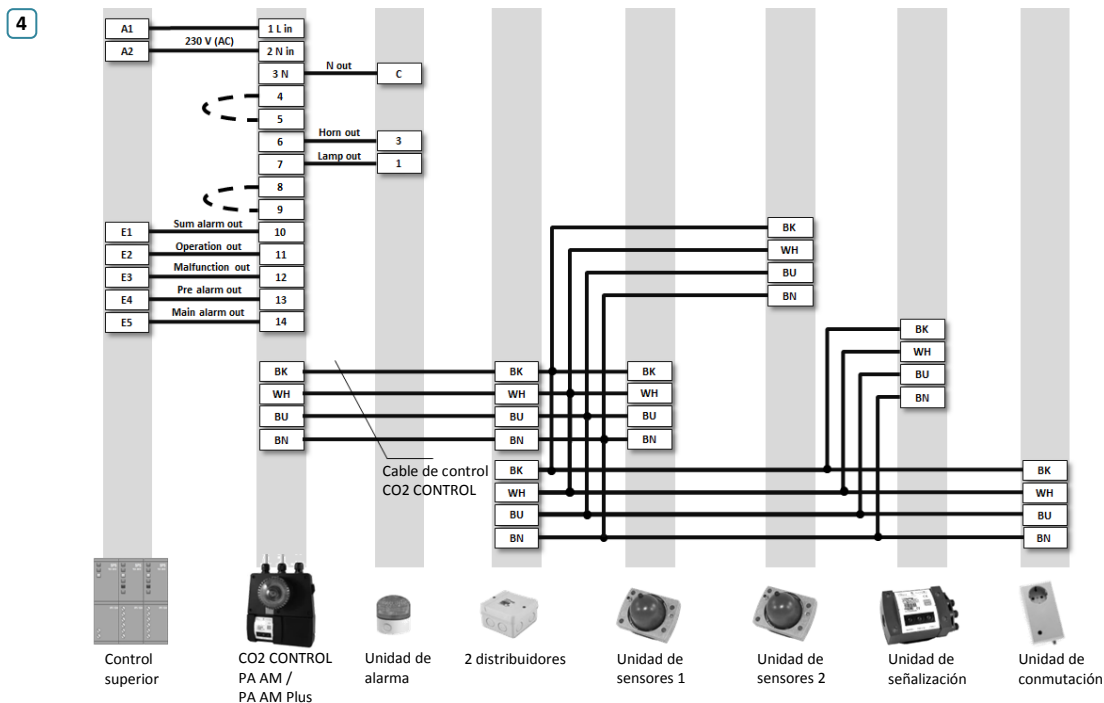 4
A1 1 L in
230 V (AC)
A2 2 N in
3 N N out C
4
5
6 Horn out 3
7 Lamp out 1
8
9
E1 Sum alarm out 10
E2 Operation out 11
E3 Malfunction out 12
E4 Pre alarm out 13
E5 Main alarm out 14
BK
WH
BU
BN
BK
WH
BU
BN
BK BK BK
WH WH WH
BU BU BU
BN BN BN
Cable de control
CO2 CONTROL
BK BK
WH WH
BU BU
BN BN
Control
superior
CO2 CONTROL
PA AM /
PA AM Plus
Unidad de
alarma
2 distribuidores
Unidad de
sensores 1
Unidad de
sensores 2
Unidad de
señalización
Unidad de
conmutación